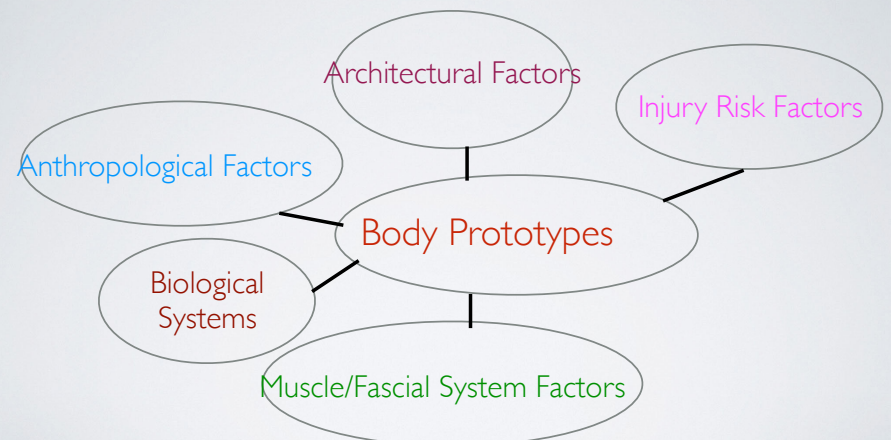 Architectural Factors
Injury Risk Factors
Anthropological Factors
Body Prototypes
Biological
Systems
Muscle/Fascial System Factors